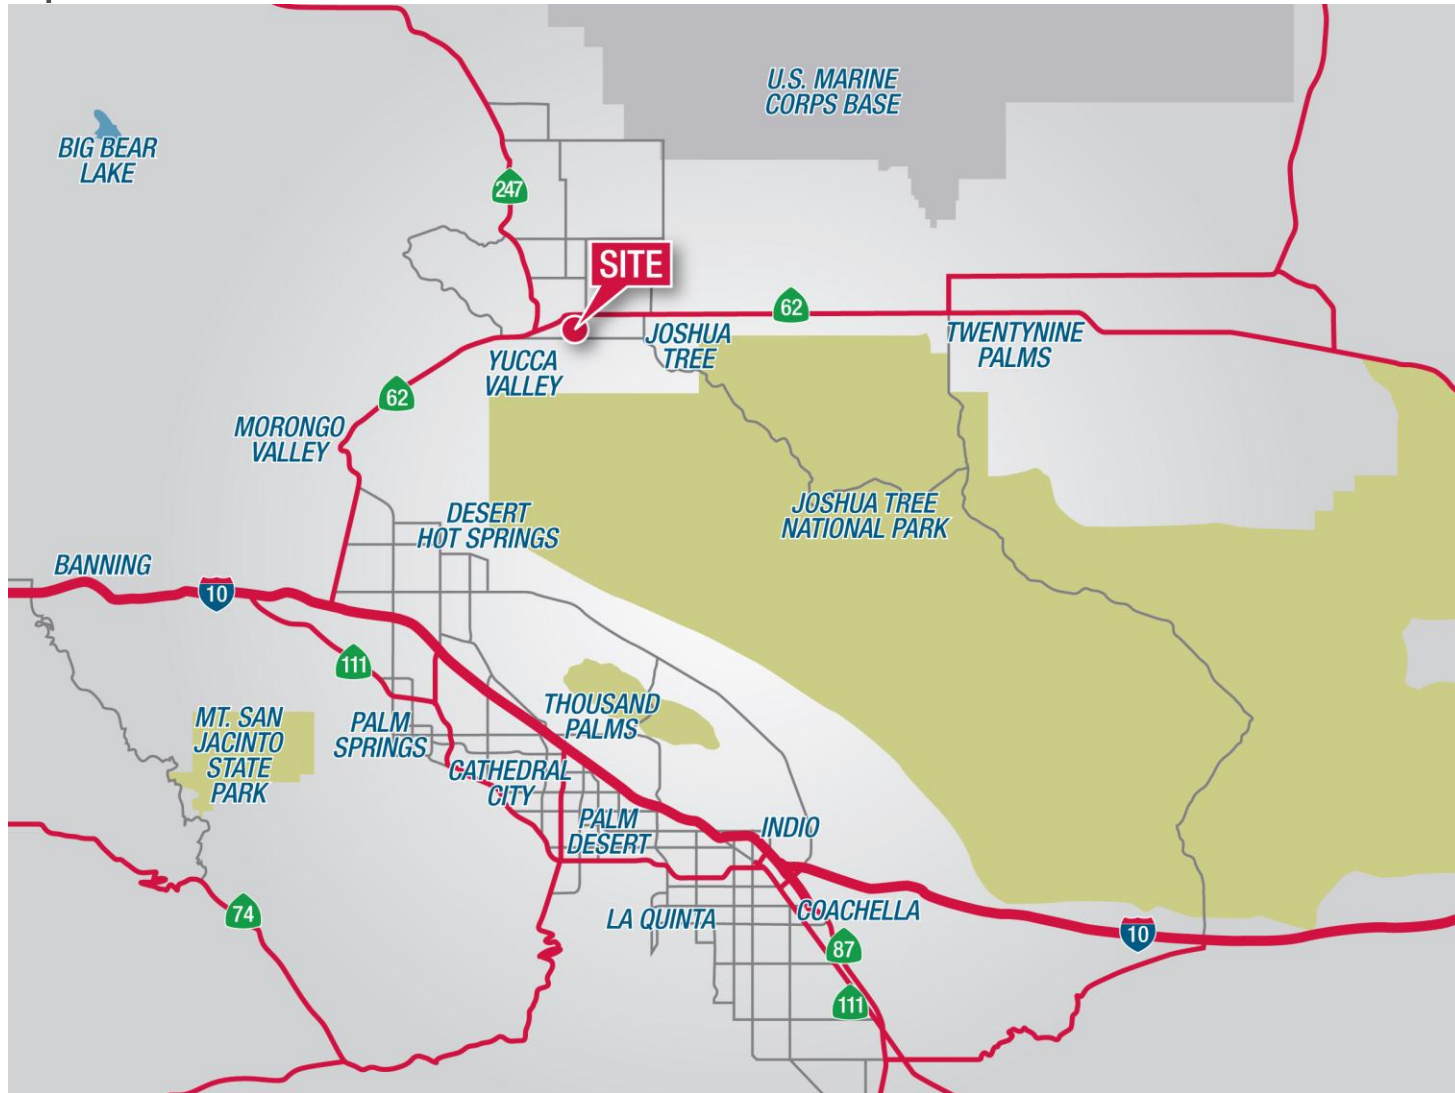 U.S. MARINE
CORPS BASE
BIG BEAR
LAKE
247
SITE
62
JOSHUA
TREE
TWENTYNINE
PALMS
YUCCA
VALLEY
62
MORONGO
VALLEY
DESERT
HOT SPRINGS
JOSHUA TREE
NATIONAL PARK
BANNING
10
111
MT. SAN
JACINTO
STATE
PARK
PALM
SPRINGS
THOUSAND
PALMS
CATHEDRAL
CITY
PALM
DESERT
INDIO
74
LA QUINTA
COACHELLA
87
10
111